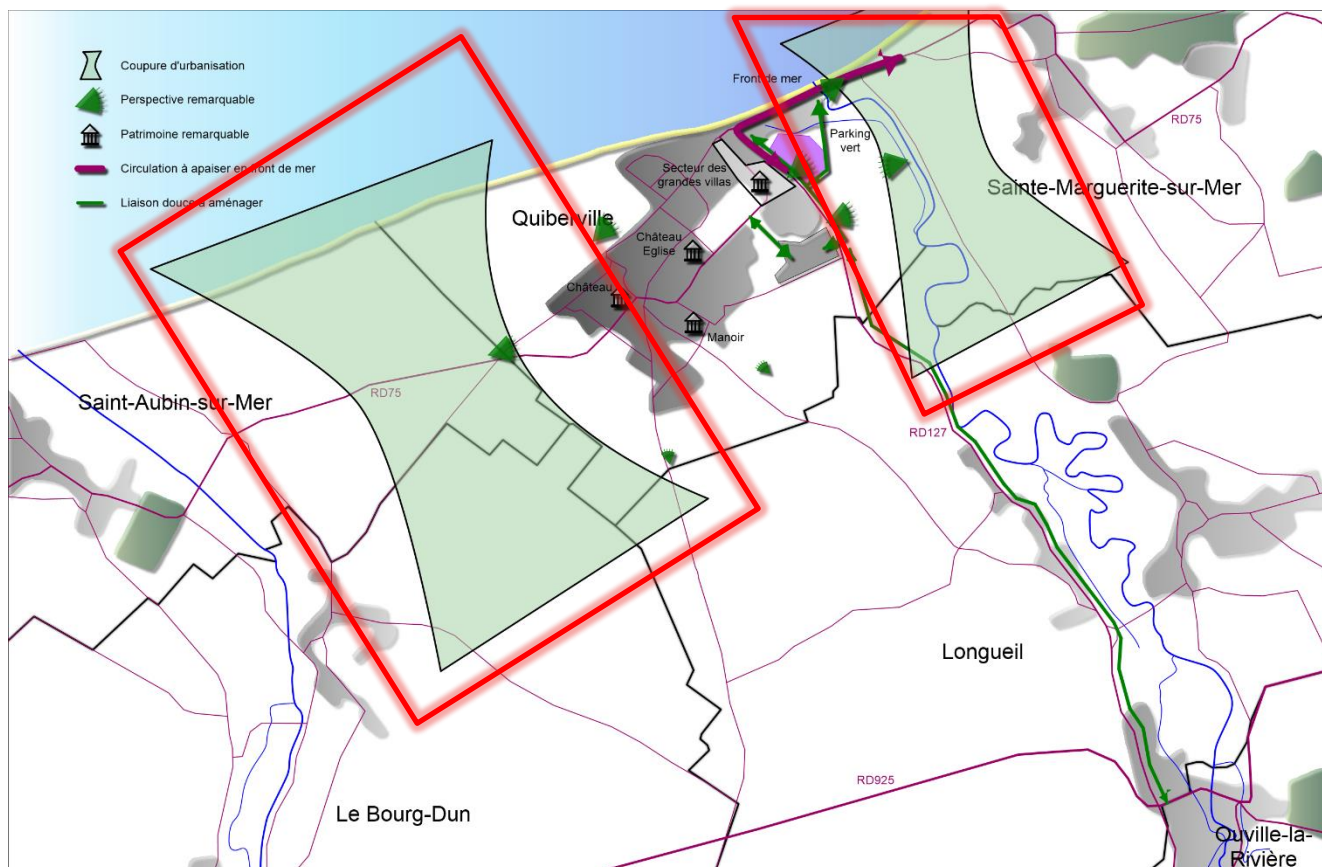 Coupure d'urbanisation
Perspective remarquable
Patrimoine remarquable
Circulation à apaiser en front de mer
Liaison douce à aménager
Front de mer
RD75
Parking
vert
Secteur des
grandes villas
Sainte-Marguerite-sur-Mer
Quiberville
Château
Eglise
Château
Manoir
RD75
Saint-Aubin-sur-Mer
RD127
Longueil
RD925
Le Bourg-Dun
Ouville-la-
Rivière